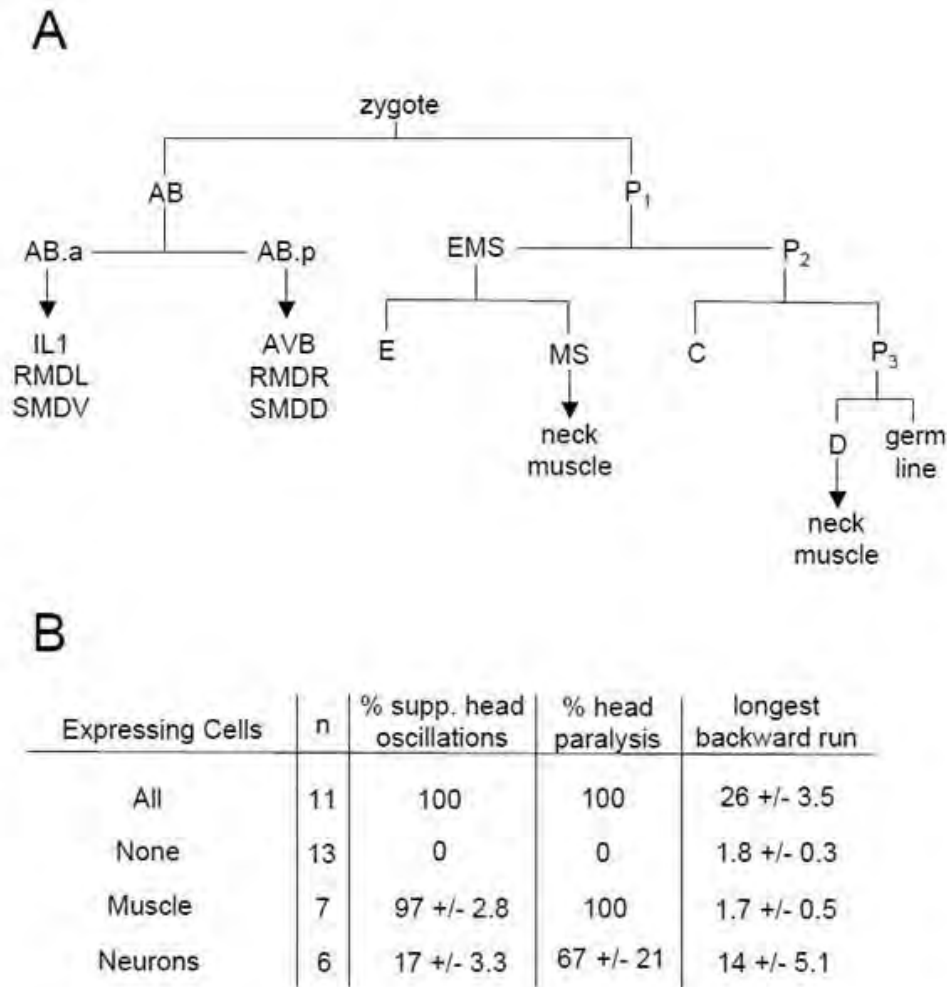 A
zygote
AB
P1
AB.a
AB.p
EMS
P2
IL1
RMDL
SMDV
AVB
RMDR
SMDD
E
MS
C
P3
neck
muscle
D
germ
line
neck
muscle
B
Expressing Cells n % supp. head oscillations % head paralysis longest backward run
All 11 100 100 26 +/- 3.5
None 13 0 0 1.8 +/- 0.3
Muscle 7 97 +/- 2.8 100 1.7 +/- 0.5
Neurons 6 17 +/- 3.3 67 +/- 21 14 +/- 5.1